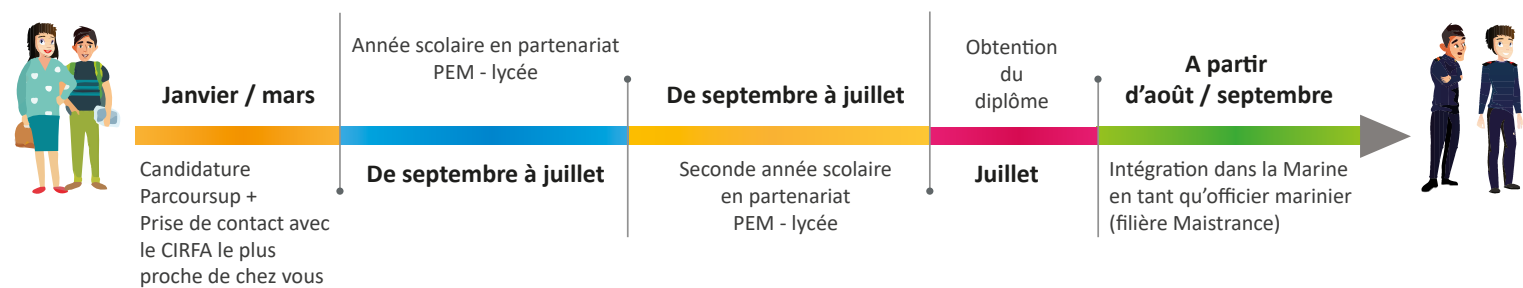 Janvier / mars
Candidature
Parcoursup +
Prise de contact avec
le CIRFA le plus
proche de chez vous
Année scolaire en partenariat
PEM - lycée
De septembre à juillet
De septembre à juillet
Seconde année scolaire
en partenariat
PEM - lycée
Obtention
du
diplôme
Juillet
A partir
d'août / septembre
Intégration dans la Marine
en tant qu'officier marinier
(filière Maistrance)